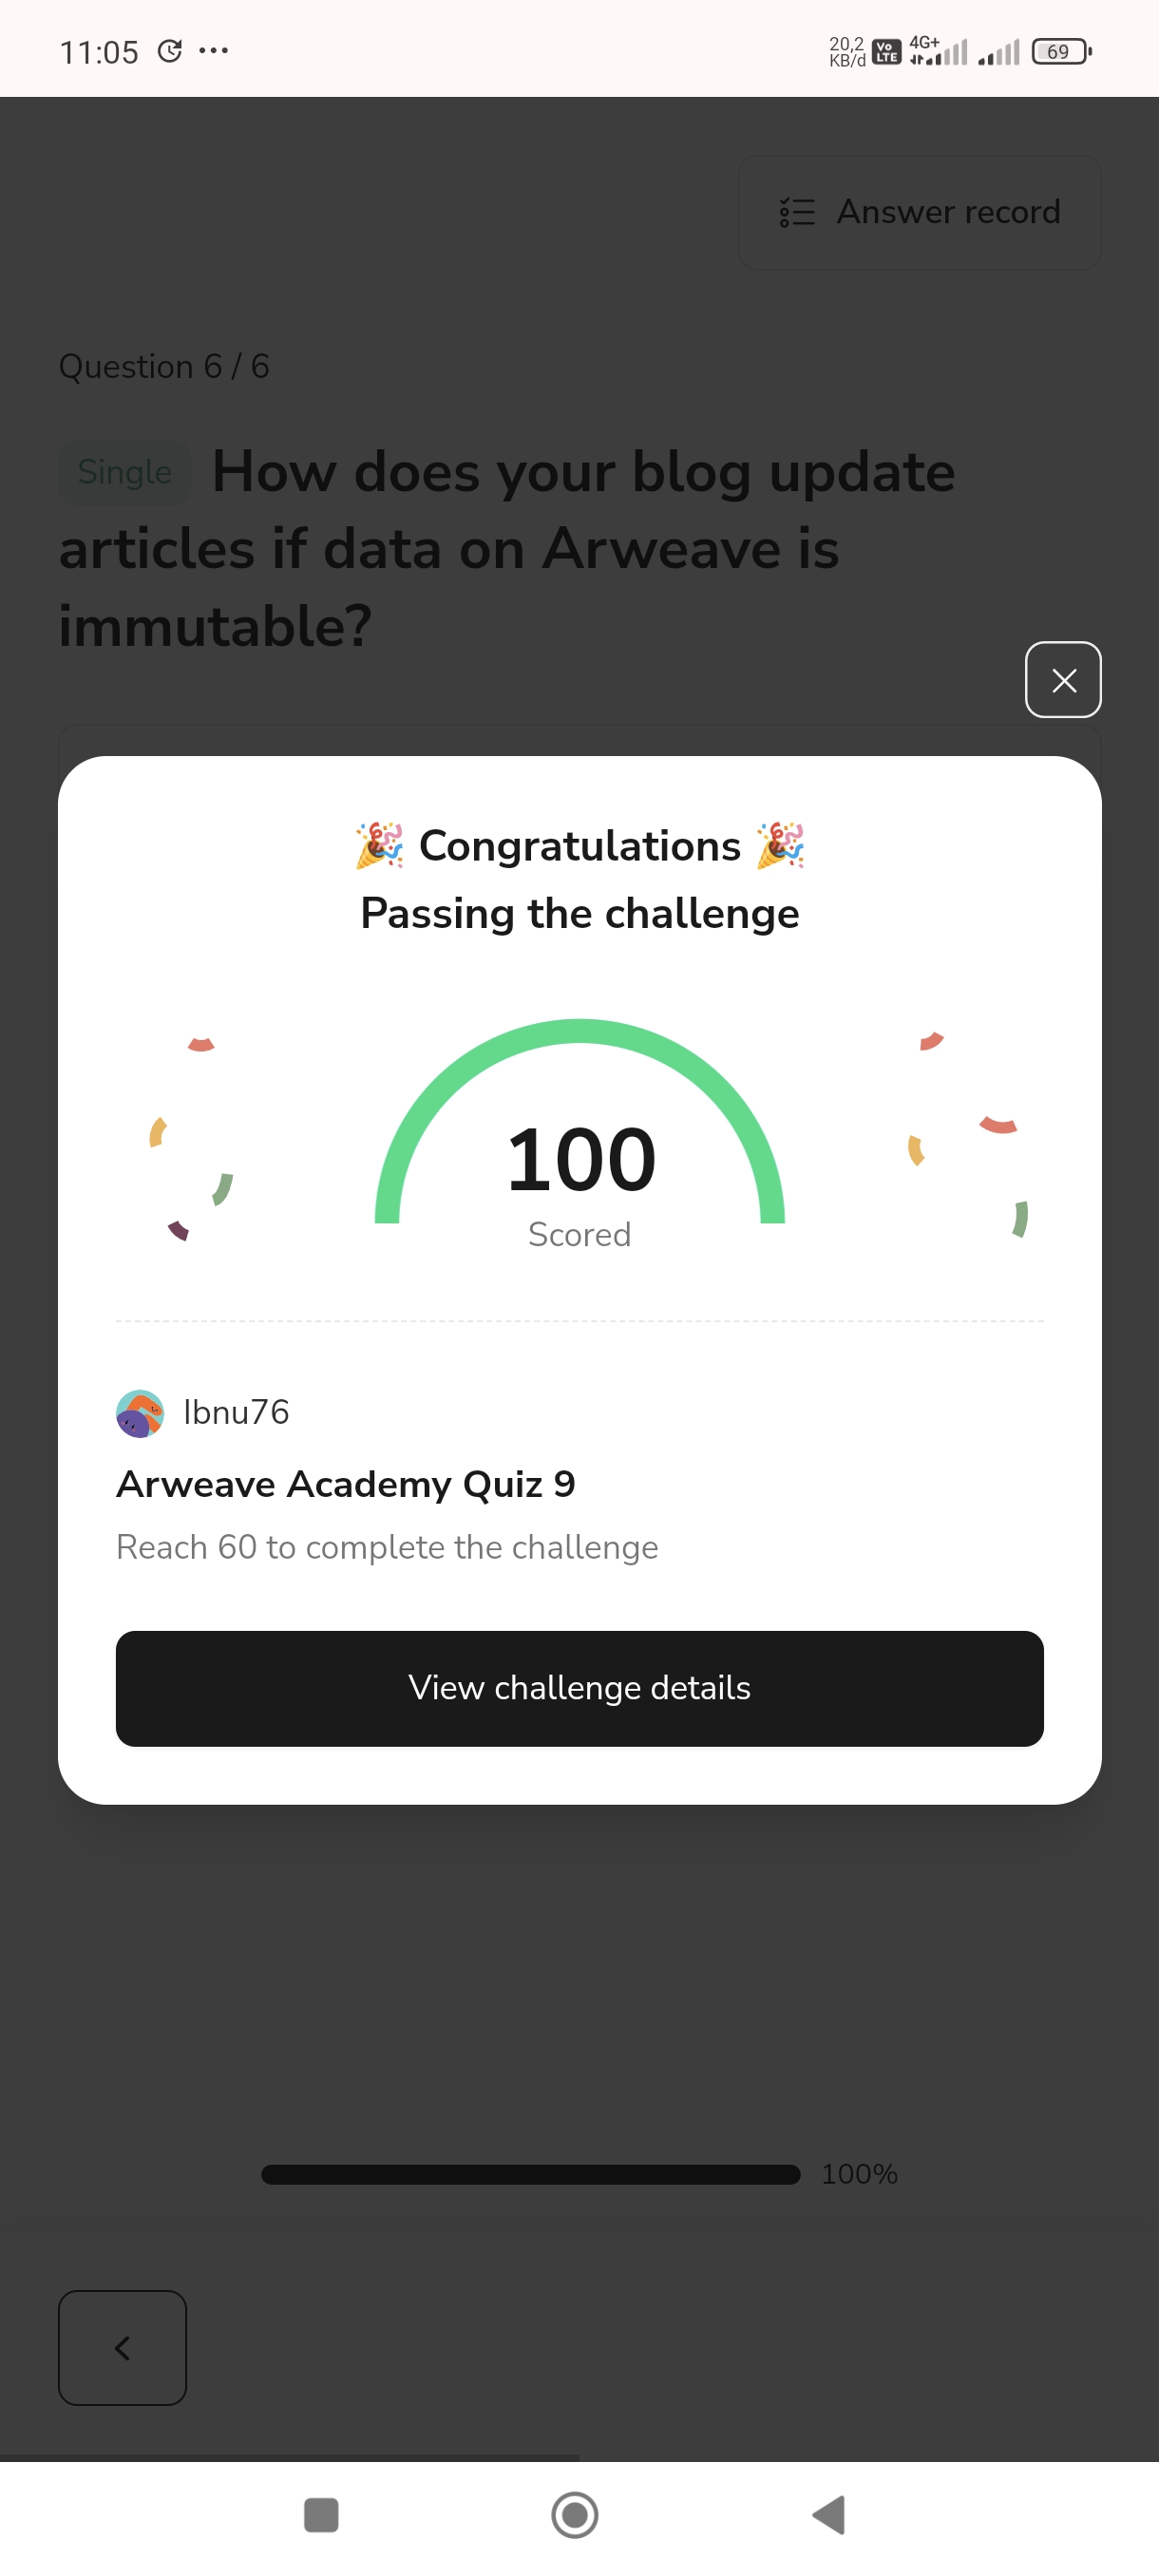 11:05
20,2
KB/d
Vo
LTE
4G+
69
Answer record
Question 6 / 6
Single How does your blog update
articles if data on Arweave is
immutable?
🎉 Congratulations 🎉
Passing the challenge
100
Scored
Ibnu76
Arweave Academy Quiz 9
Reach 60 to complete the challenge
View challenge details
100%